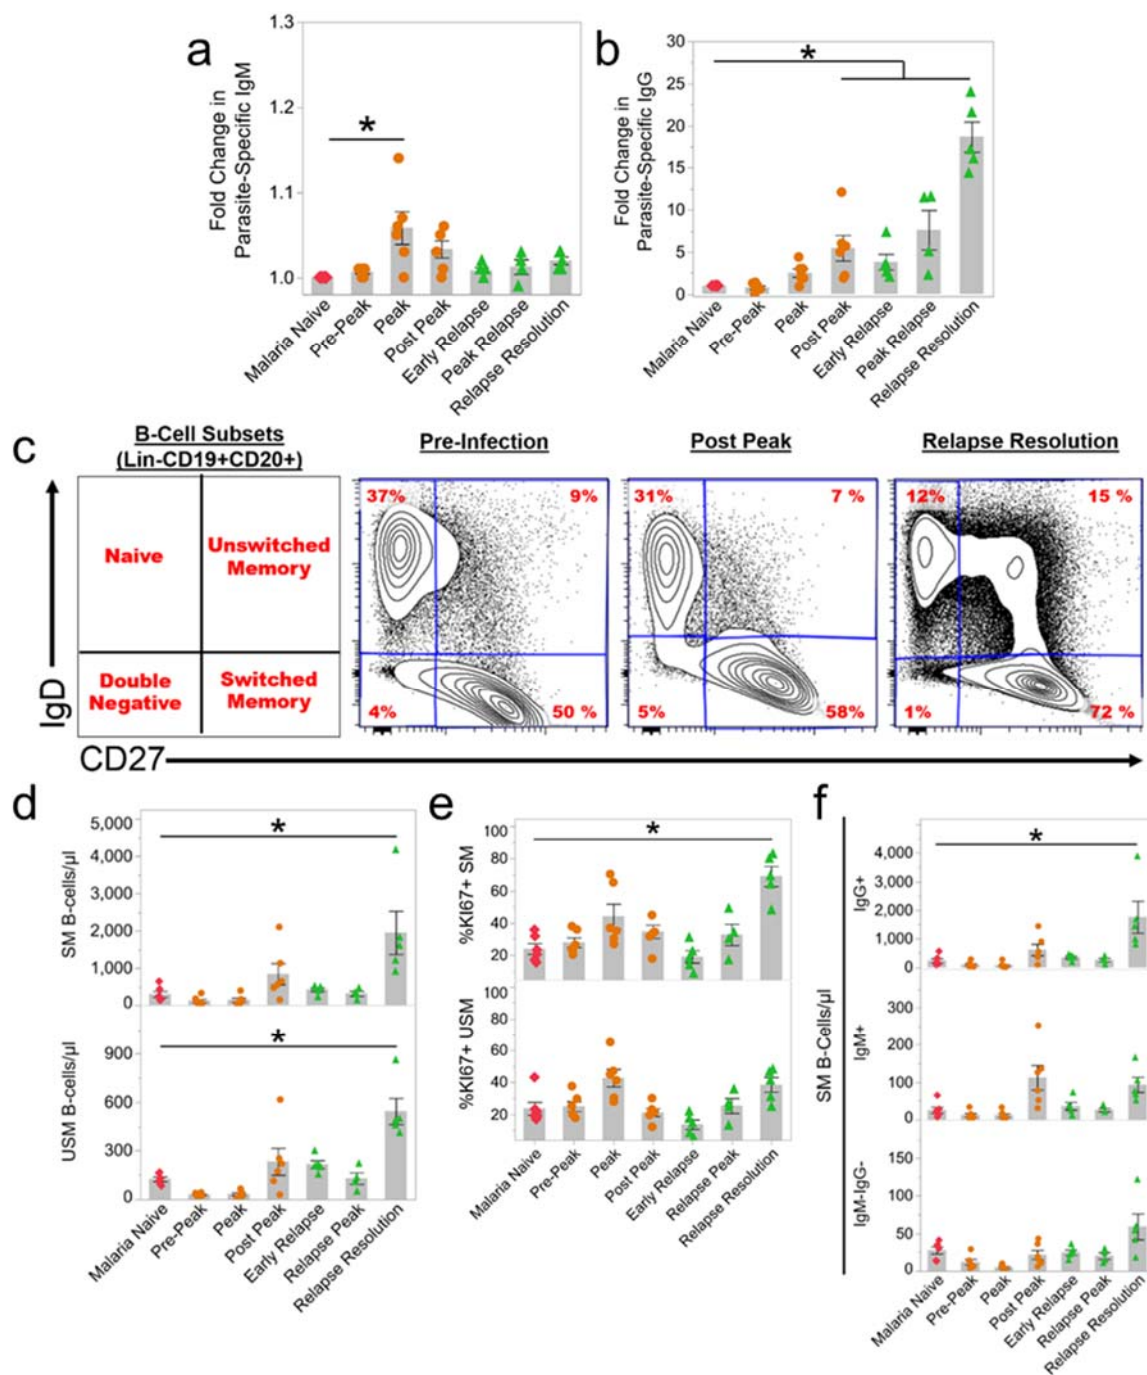 a
Fold Change in
Parasite-Specific IgM
1.3
1.2
1.1
1.0
*
Malaria Naive
Pre-Peak
Peak
Post Peak
Early Relapse
Peak Relapse
Relapse Resolution
b
Fold Change in
Parasite-Specific IgG
30
25
20
15
10
5
0
*
Malaria Naive
Pre-Peak
Peak
Post Peak
Early Relapse
Peak Relapse
Relapse Resolution
c
B-Cell Subsets
(Lin-CD19+CD20+)
Naive
Unswitched
Memory
Double
Negative
Switched
Memory
IgD
CD27
Pre-Infection
37%
9%
4%
50 %
Post Peak
31%
7 %
5%
58%
Relapse Resolution
12%
15 %
1%
72 %
d
SM B-cells/µl
5,000
4,000
3,000
2,000
1,000
0
*
USM B-cells/µl
900
600
300
0
*
Malaria Naive
Pre-Peak
Peak
Post Peak
Early Relapse
Relapse Peak
Relapse Resolution
e
%KI67+ SM
100
80
60
40
20
*
%KI67+ USM
100
80
60
40
20
Malaria Naive
Pre-Peak
Peak
Post Peak
Early Relapse
Relapse Peak
Relapse Resolution
f
SM B-Cells/µl
IgG+
4,000
3,000
2,000
1,000
0
*
IgM+
300
200
100
0
IgM-IgG-
150
100
50
0
Malaria Naive
Pre-Peak
Peak
Post Peak
Early Relapse
Relapse Peak
Relapse Resolution